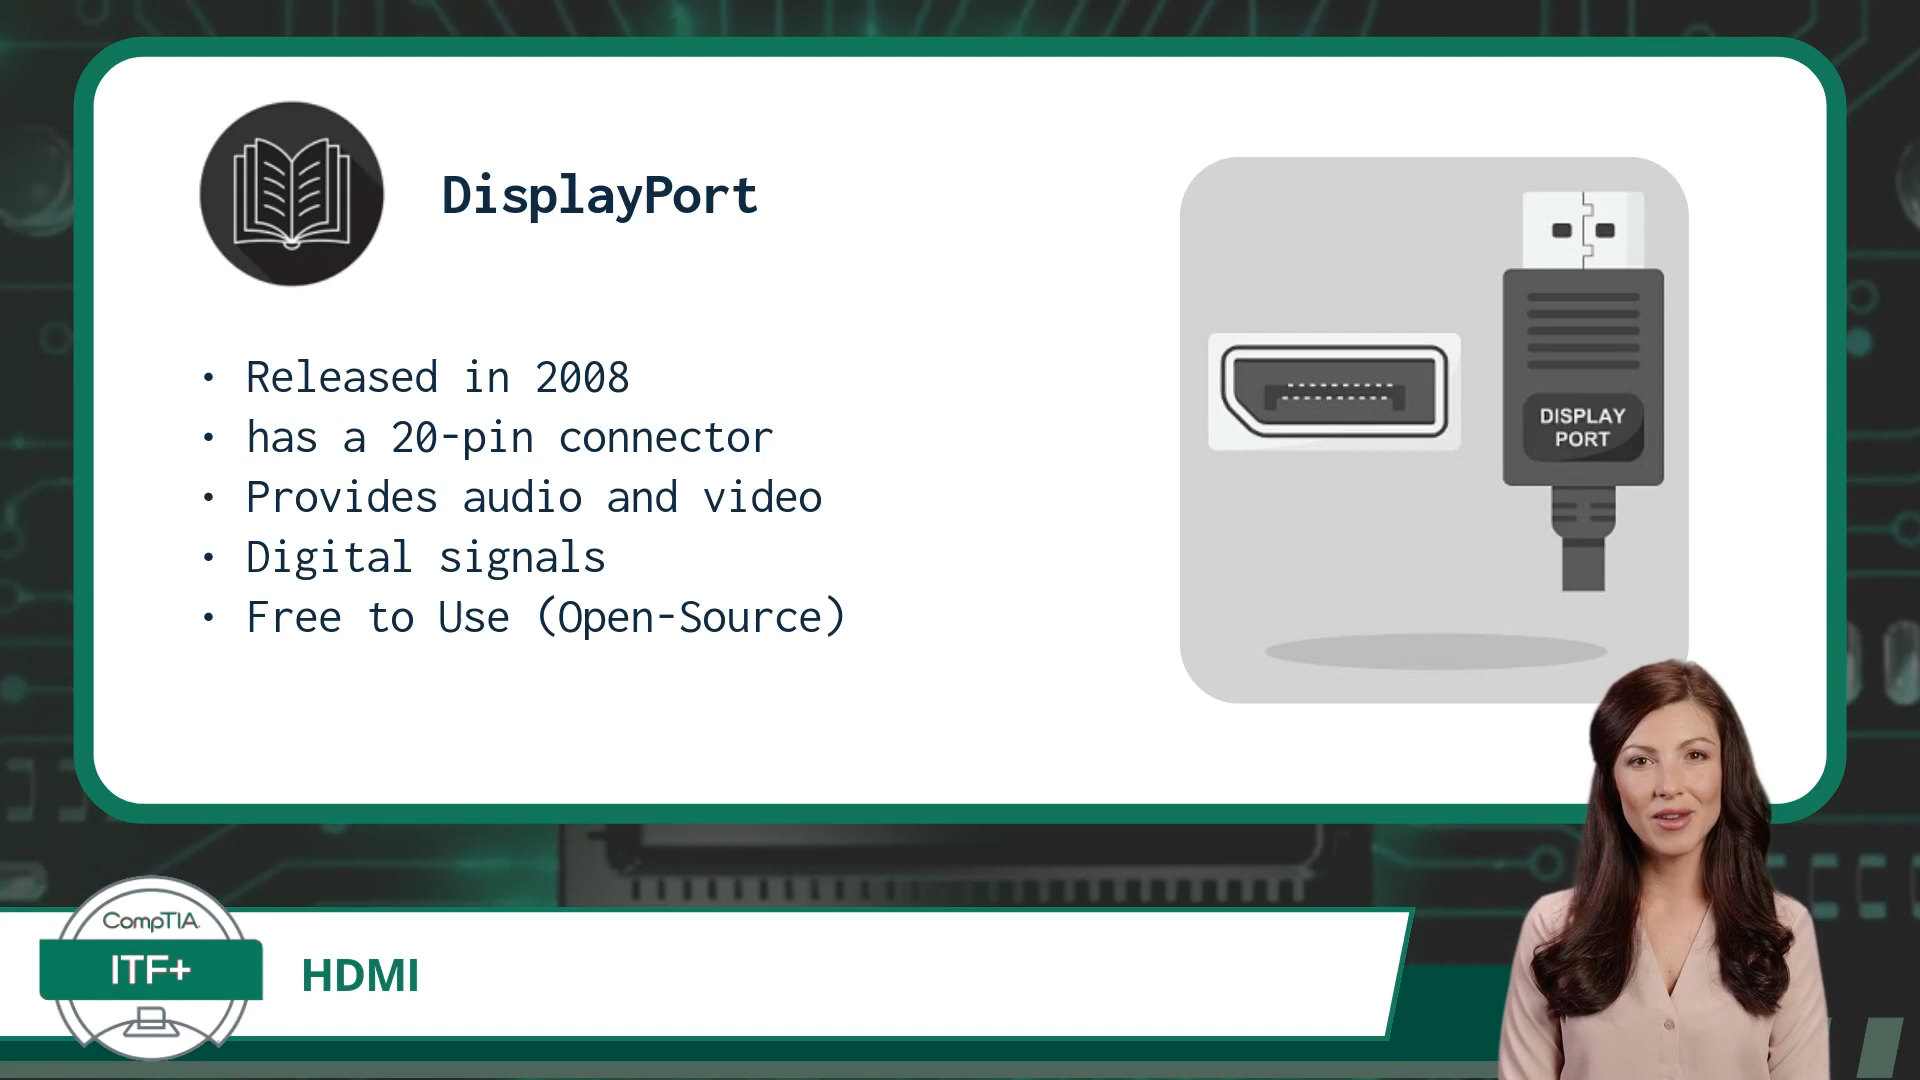 DisplayPort
• Released in 2008
• has a 20-pin connector
• Provides audio and video
• Digital signals
• Free to Use (Open-Source)
DISPLAY
PORT
CompTIA.
ITF+
HDMI